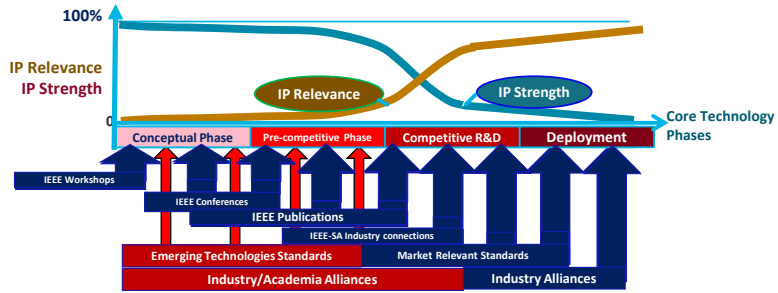 100%
IP Relevance
IP Strength
IP Relevance
IP Strength
0
Core Technology
Phases
Conceptual Phase
Pre-competitive Phase
Competitive R&D
Deployment
IEEE Workshops
IEEE Conferences
IEEE Publications
IEEE-SA Industry connections
Emerging Technologies Standards
Market Relevant Standards
Industry/Academia Alliances
Industry Alliances